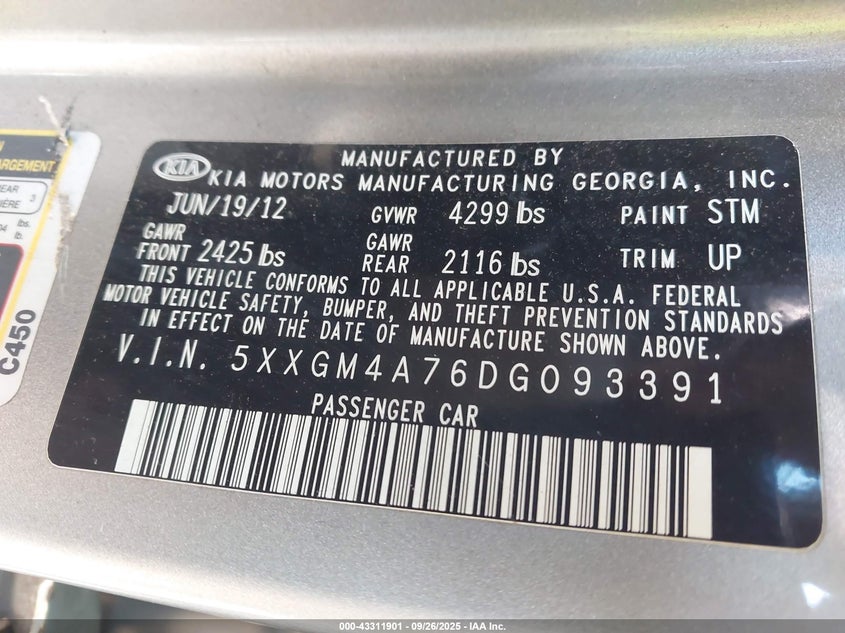 KIA
MANUFACTURED BY
KIA MOTORS MANUFACTURING GEORGIA, INC.
JUN/19/12 GVWR 4299 lbs PAINT STM
GAWR FRONT 2425 lbs GAWR REAR 2116 lbs TRIM UP
THIS VEHICLE CONFORMS TO ALL APPLICABLE U.S.A. FEDERAL
MOTOR VEHICLE SAFETY, BUMPER, AND THEFT PREVENTION STANDARDS
IN EFFECT ON THE DATE OF MANUFACTURE SHOWN ABOVE.
V.I.N. 5XXGM4A76DG093391
PASSENGER CAR
C450
000-43311901 - 09/26/2025 - IAA Inc.